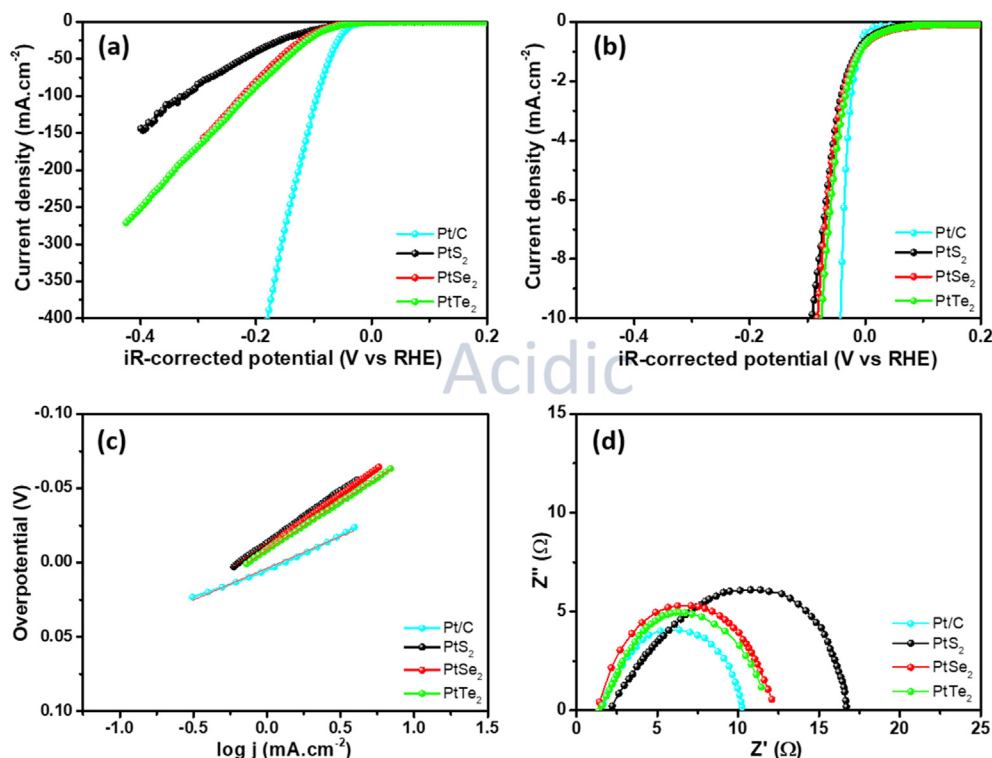 (a)
0
-50
-100
-150
-200
-250
-300
-350
-400
Current density (mA.cm⁻²)
-0.4
-0.2
0.0
0.2
iR-corrected potential (V vs RHE)
Pt/C
PtS₂
PtSe₂
PtTe₂
(b)
0
-2
-4
-6
-8
-10
Current density (mA.cm⁻²)
-0.4
-0.2
0.0
0.2
iR-corrected potential (V vs RHE)
Pt/C
PtS₂
PtSe₂
PtTe₂
Acidic
(c)
-0.10
-0.05
0.00
0.05
0.10
Overpotential (V)
-1.0
-0.5
0.0
0.5
1.0
1.5
log j (mA.cm⁻²)
Pt/C
PtS₂
PtSe₂
PtTe₂
(d)
15
10
5
0
Z'' (Ω)
0
5
10
15
20
25
Z' (Ω)
Pt/C
PtS₂
PtSe₂
PtTe₂